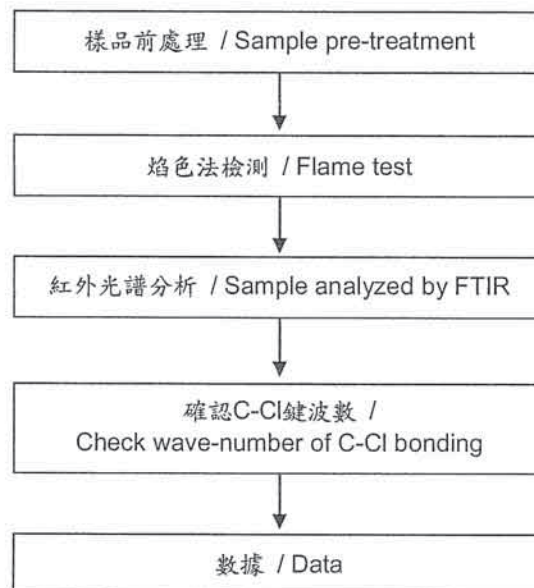 樣品前處理 / Sample pre-treatment
焰色法檢測 / Flame test
紅外光譜分析 / Sample analyzed by FTIR
確認C-Cl鍵波數 /
Check wave-number of C-Cl bonding
數據 / Data